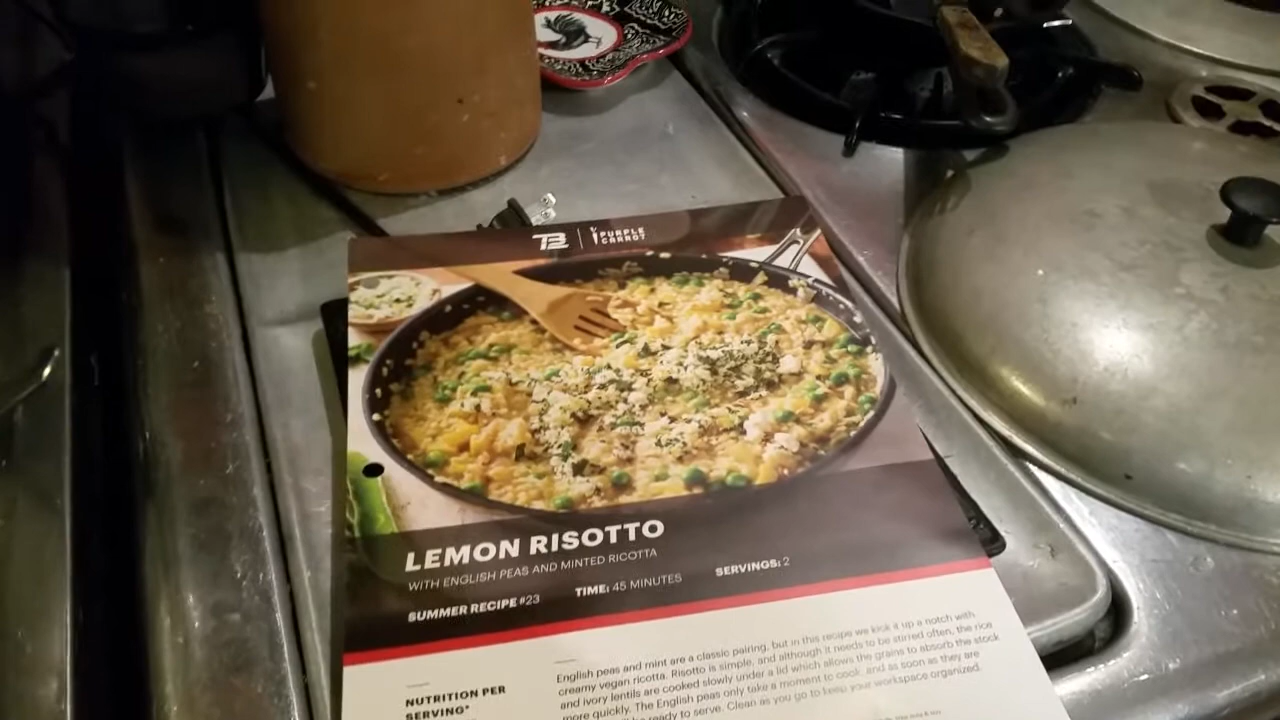 TB12 PURPLE
CARROT
LEMON RISOTTO
WITH ENGLISH PEAS AND MINTED RICOTTA
SUMMER RECIPE #23 TIME: 45 MINUTES SERVINGS: 2
NUTRITION PER
SERVING*
English peas and mint are a classic pairing, but in this recipe we kick it up a notch with
creamy vegan ricotta. Risotto is simple, and although it needs to be stirred often, the rice
and ivory lentils are cooked slowly under a lid which allows the grains to absorb the stock
more quickly. The English peas only take a moment to cook, and as soon as they are
be ready to serve. Clean as you go to keep your workspace organized.